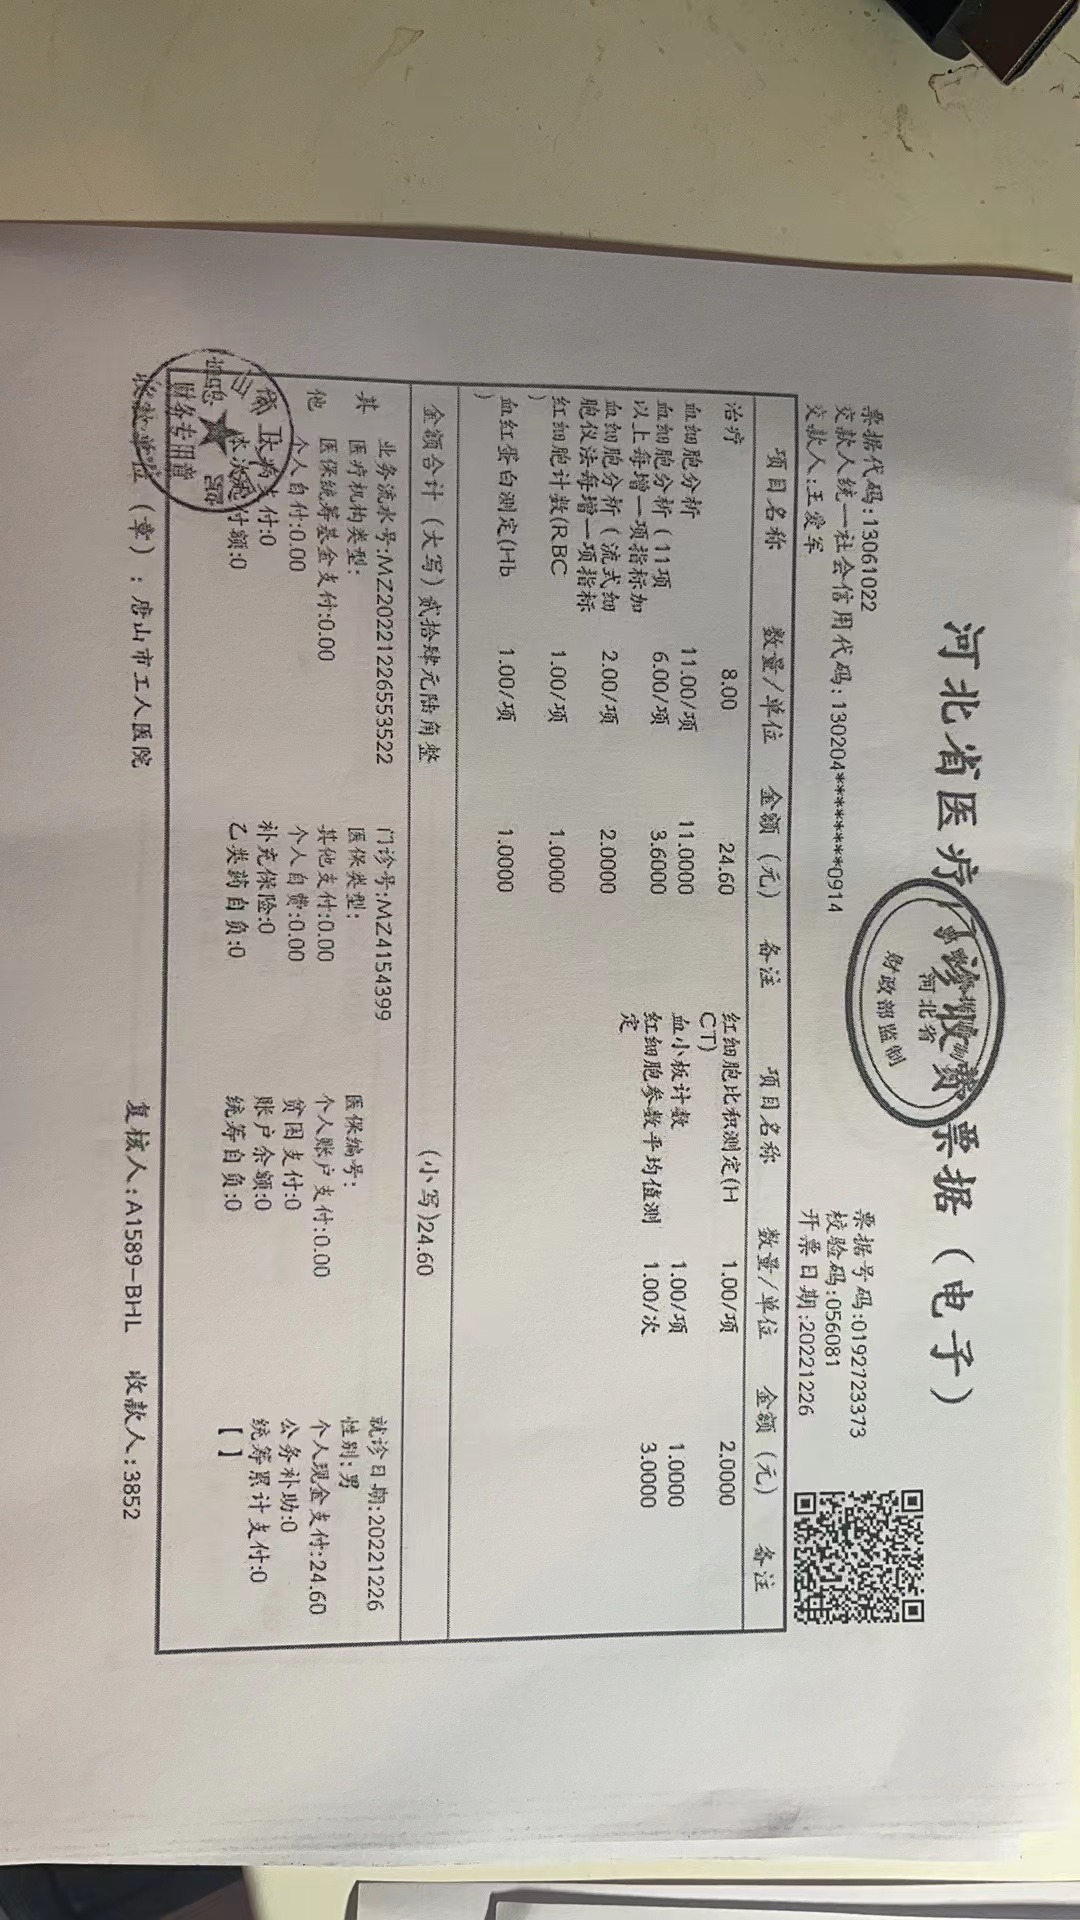 河北省医疗门诊收费票据（电子）
河北省
财政部监制
票据代码:13061022
交款人统一社会信用代码:130204********0914
交款人:王爱军
票据号码:0192723373
校验码:056081
开票日期:20221226
项目名称 数量/单位 金额（元） 备注 项目名称 数量/单位 金额（元） 备注
治疗 8.00 24.60 红细胞比积测定(H 1.00/项 2.0000
CT)
血细胞分析 11.00/项 11.0000 血小板计数 1.00/项 1.0000
血细胞分析（11项 6.00/项 3.6000 红细胞参数平均值测 1.00/次 3.0000
以上每增一项指标加 定
血细胞分析（流式细 2.00/项 2.0000
胞仪法每增一项指标
红细胞计数(RBC 1.00/项 1.0000
)
血红蛋白测定(Hb 1.00/项 1.0000
)
金额合计（大写）贰拾肆元陆角整 (小写)24.60
其他
业务流水号:MZ20221226553522 门诊号:MZ4154399 就诊日期:20221226
医疗机构类型: 医保类型: 医保编号: 性别:男
医保统筹基金支付:0.00 其他支付:0.00 个人账户支付:0.00 个人现金支付:24.60
个人自付:0.00 个人自费:0.00 贫困支付:0 公务补助:0
大病支付:0 补充保险:0 账户余额:0 统筹累计支付:0
本次起付额:0 乙类药自负:0 统筹自负:0 【 】
财务专用章
收款单位（章）:唐山市工人医院 复核人:A1589-BHL 收款人:3852